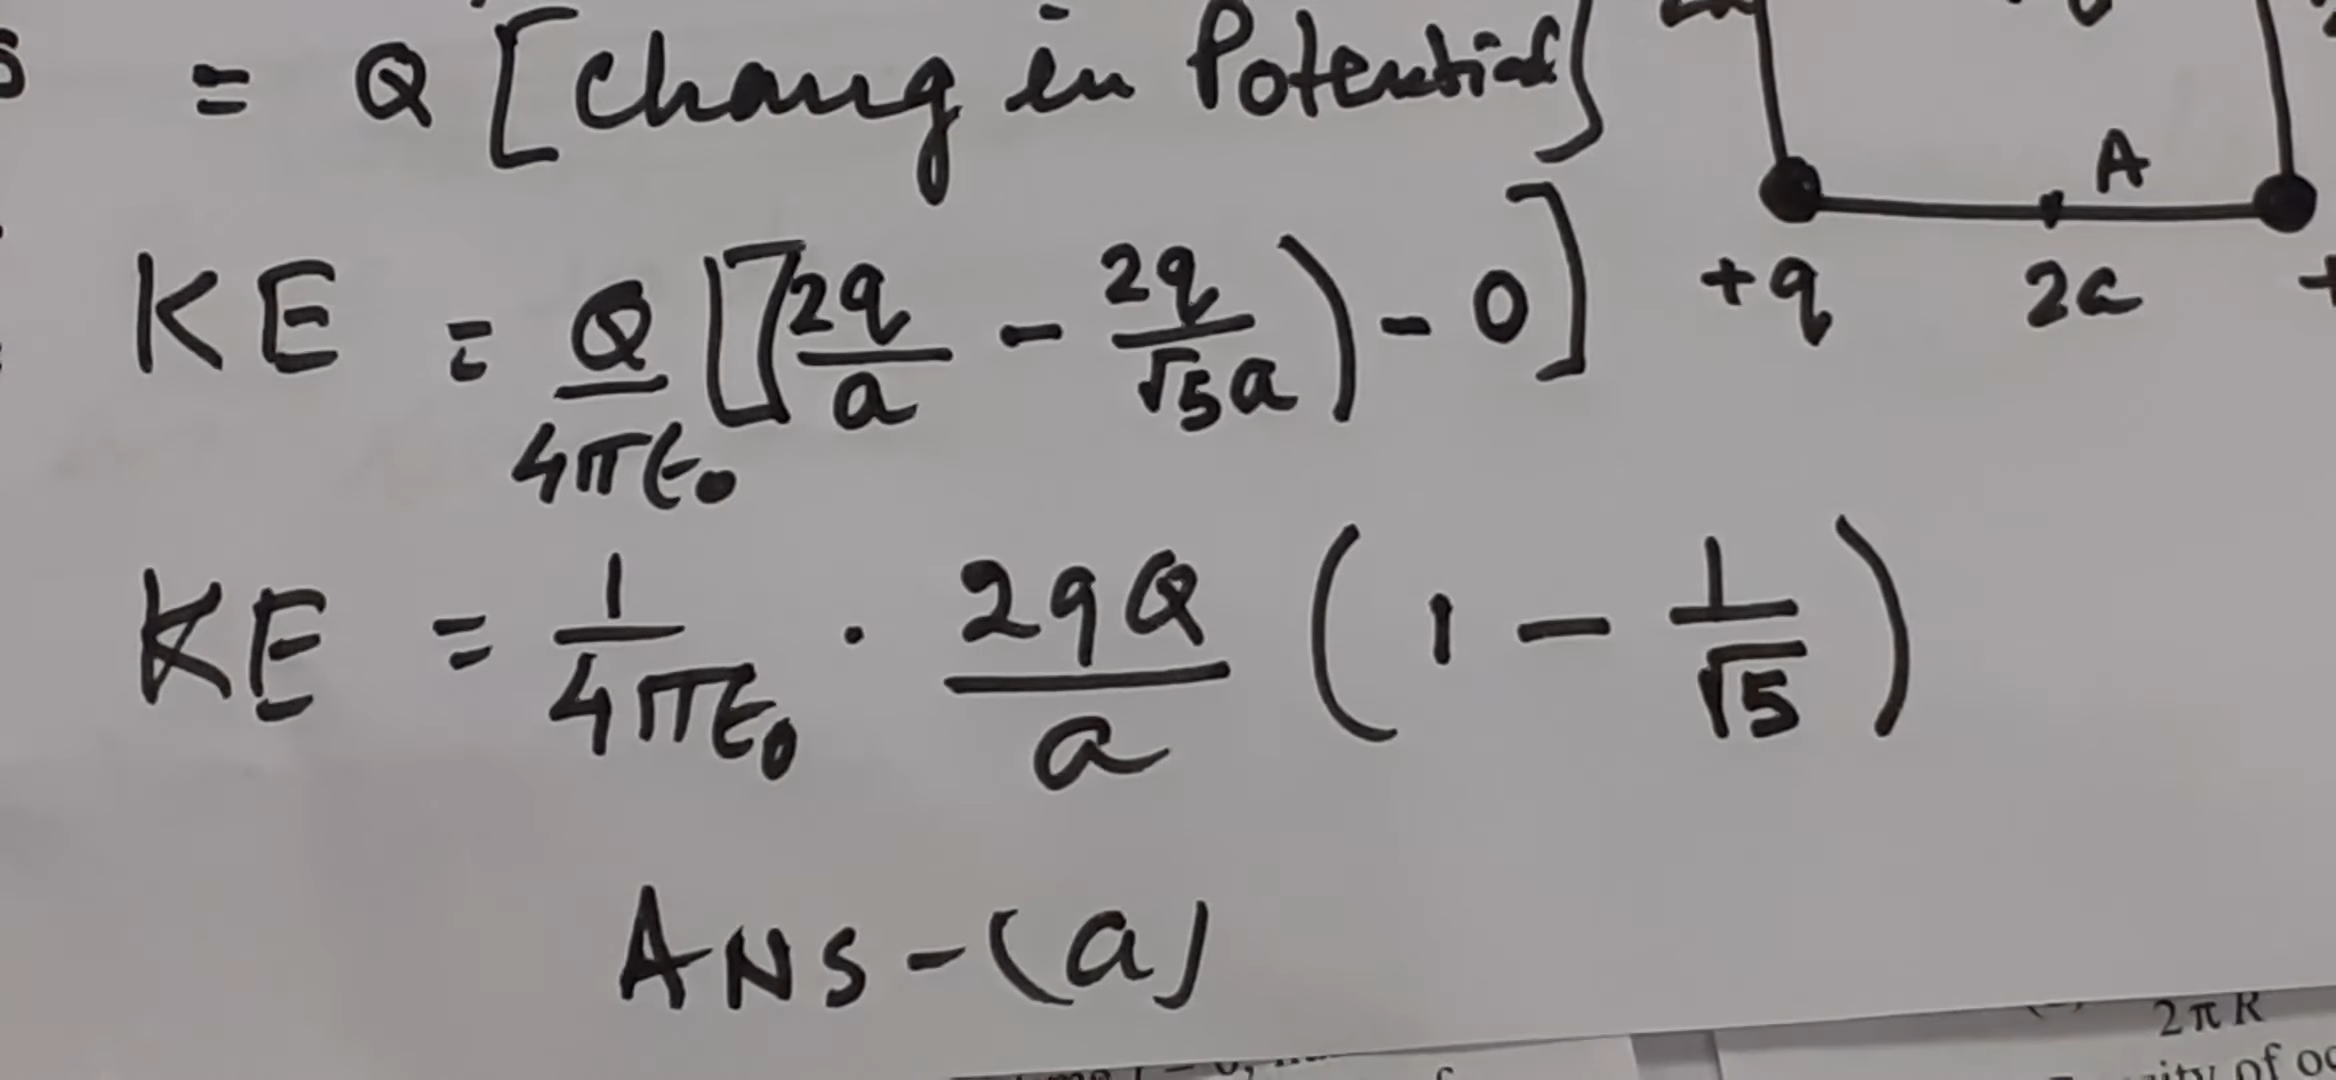 = Q [Chang in Potential]
A
KE = Q/4πε₀ [(2q/a - 2q/√5a) - 0]
+q 2a +
KE = 1/4πε₀ · 2qQ/a (1 - 1/√5)
ANS - (a)
2πR